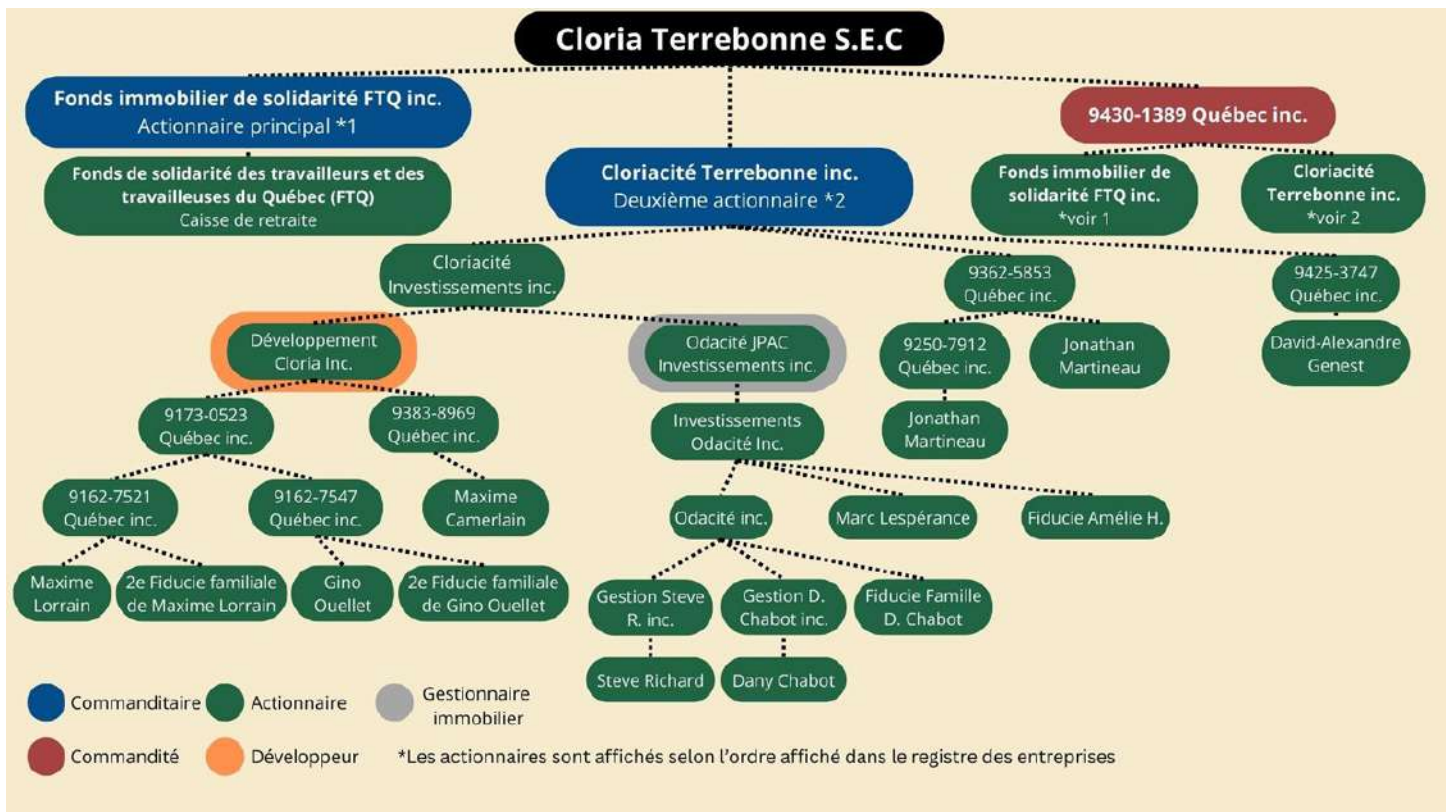 Cloria Terrebonne S.E.C
Fonds immobilier de solidarité FTQ inc.
Actionnaire principal *1
Fonds de solidarité des travailleurs et des
travailleuses du Québec (FTQ)
Caisse de retraite
Cloriacité Terrebonne inc.
Deuxième actionnaire *2
9430-1389 Québec inc.
Fonds immobilier de
solidarité FTQ inc.
*voir 1
Cloriacité
Terrebonne inc.
*voir 2
Cloriacité
Investissements inc.
9362-5853
Québec inc.
9425-3747
Québec inc.
Développement
Cloria Inc.
Odacité JPAC
Investissements inc.
9250-7912
Québec inc.
Jonathan
Martineau
David-Alexandre
Genest
9173-0523
Québec inc.
9383-8969
Québec inc.
Investissements
Odacité Inc.
Jonathan
Martineau
9162-7521
Québec inc.
9162-7547
Québec inc.
Maxime
Camerlain
Odacité inc.
Marc Lespérance
Fiducie Amélie H.
Maxime
Lorrain
2e Fiducie familiale
de Maxime Lorrain
Gino
Ouellet
2e Fiducie familiale
de Gino Ouellet
Gestion Steve
R. inc.
Gestion D.
Chabot inc.
Fiducie Famille
D. Chabot
Steve Richard
Dany Chabot
Commanditaire
Actionnaire
Gestionnaire
immobilier
Commandité
Développeur
*Les actionnaires sont affichés selon l'ordre affiché dans le registre des entreprises